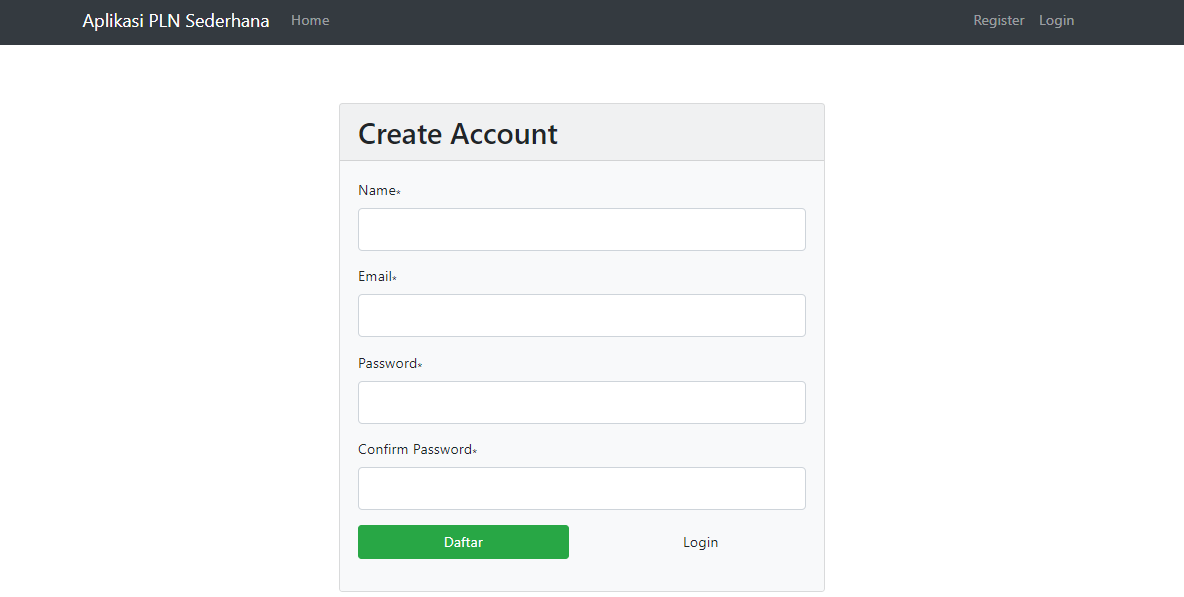 Aplikasi PLN Sederhana Home Register Login
Create Account
Name*
Email*
Password*
Confirm Password*
Daftar Login